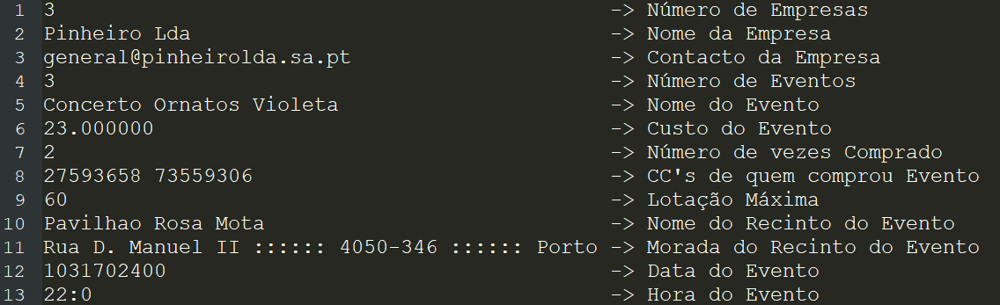 1 3 -> Número de Empresas
2 Pinheiro Lda -> Nome da Empresa
3 general@pinheirolda.sa.pt -> Contacto da Empresa
4 3 -> Número de Eventos
5 Concerto Ornatos Violeta -> Nome do Evento
6 23.000000 -> Custo do Evento
7 2 -> Número de vezes Comprado
8 27593658 73559306 -> CC's de quem comprou Evento
9 60 -> Lotação Máxima
10 Pavilhao Rosa Mota -> Nome do Recinto do Evento
11 Rua D. Manuel II :::::: 4050-346 :::::: Porto -> Morada do Recinto do Evento
12 1031702400 -> Data do Evento
13 22:0 -> Hora do Evento